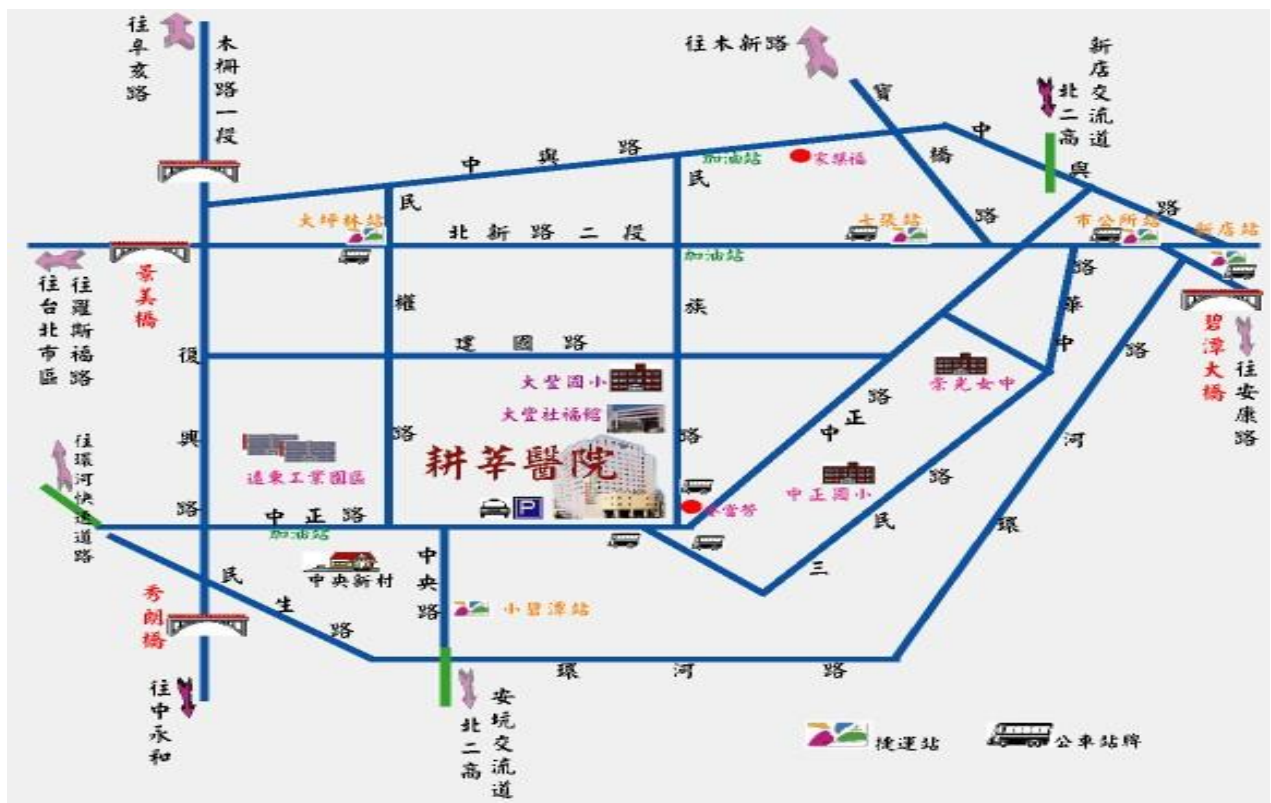 往辛亥路
木柵路一段
往木新路
新店交流道
北二高
寶橋路
中興路
中興路
加油站
家樂福
民權路
民族路
大坪林站
北新路二段
七張站
市公所站
新店站
加油站
景美橋
往羅斯福路
往台北市區
碧潭大橋
往安康路
復興路
建國路
大豐國小
大豐社福館
崇光女中
中華路
環河路
中正路
耕莘醫院
P
遠東工業園區
中正國小
麥當勞
三民路
往環河快速道路
中正路
加油站
中央新村
中央路
小碧潭站
民生路
秀朗橋
環河路
往中永和
安坑交流道
北二高
捷運站
公車站牌